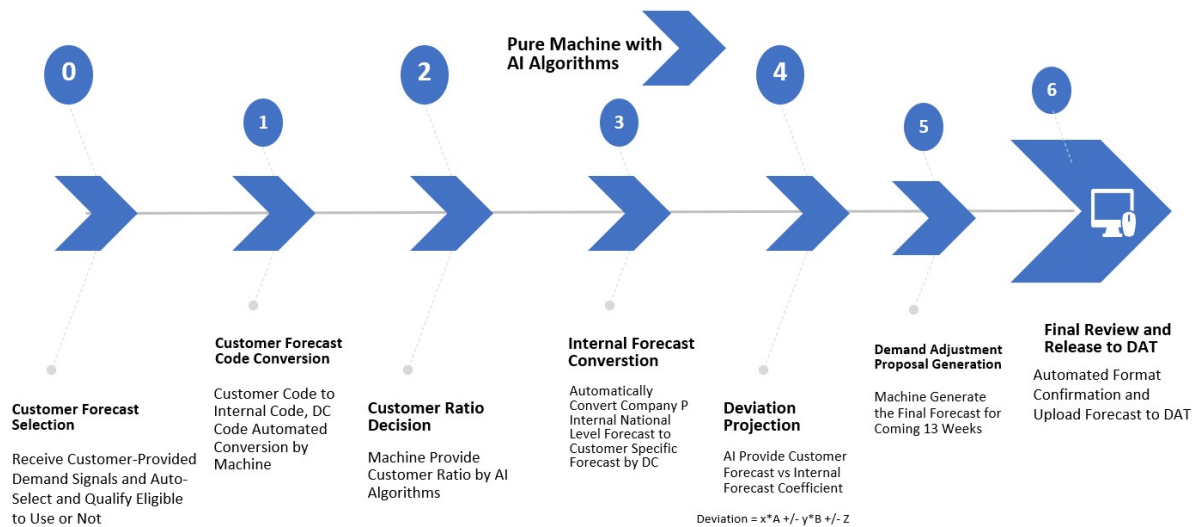 Pure Machine with
AI Algorithms
0
1
2
3
4
5
6
Customer Forecast
Selection
Receive Customer-Provided
Demand Signals and Auto-
Select and Qualify Eligible
to Use or Not
Customer Forecast
Code Conversion
Customer Code to
Internal Code, DC
Code Automated
Conversion by
Machine
Customer Ratio
Decision
Machine Provide
Customer Ratio by AI
Algorithms
Internal Forecast
Converstion
Automatically
Convert Company P
Internal National
Level Forecast to
Customer Specific
Forecast by DC
Deviation
Projection
AI Provide Customer
Forecast vs Internal
Forecast Coefficient
Deviation = x*A +/- y*B +/- Z
Demand Adjustment
Proposal Generation
Machine Generate
the Final Forecast for
Coming 13 Weeks
Final Review and
Release to DAT
Automated Format
Confirmation and
Upload Forecast to DAT